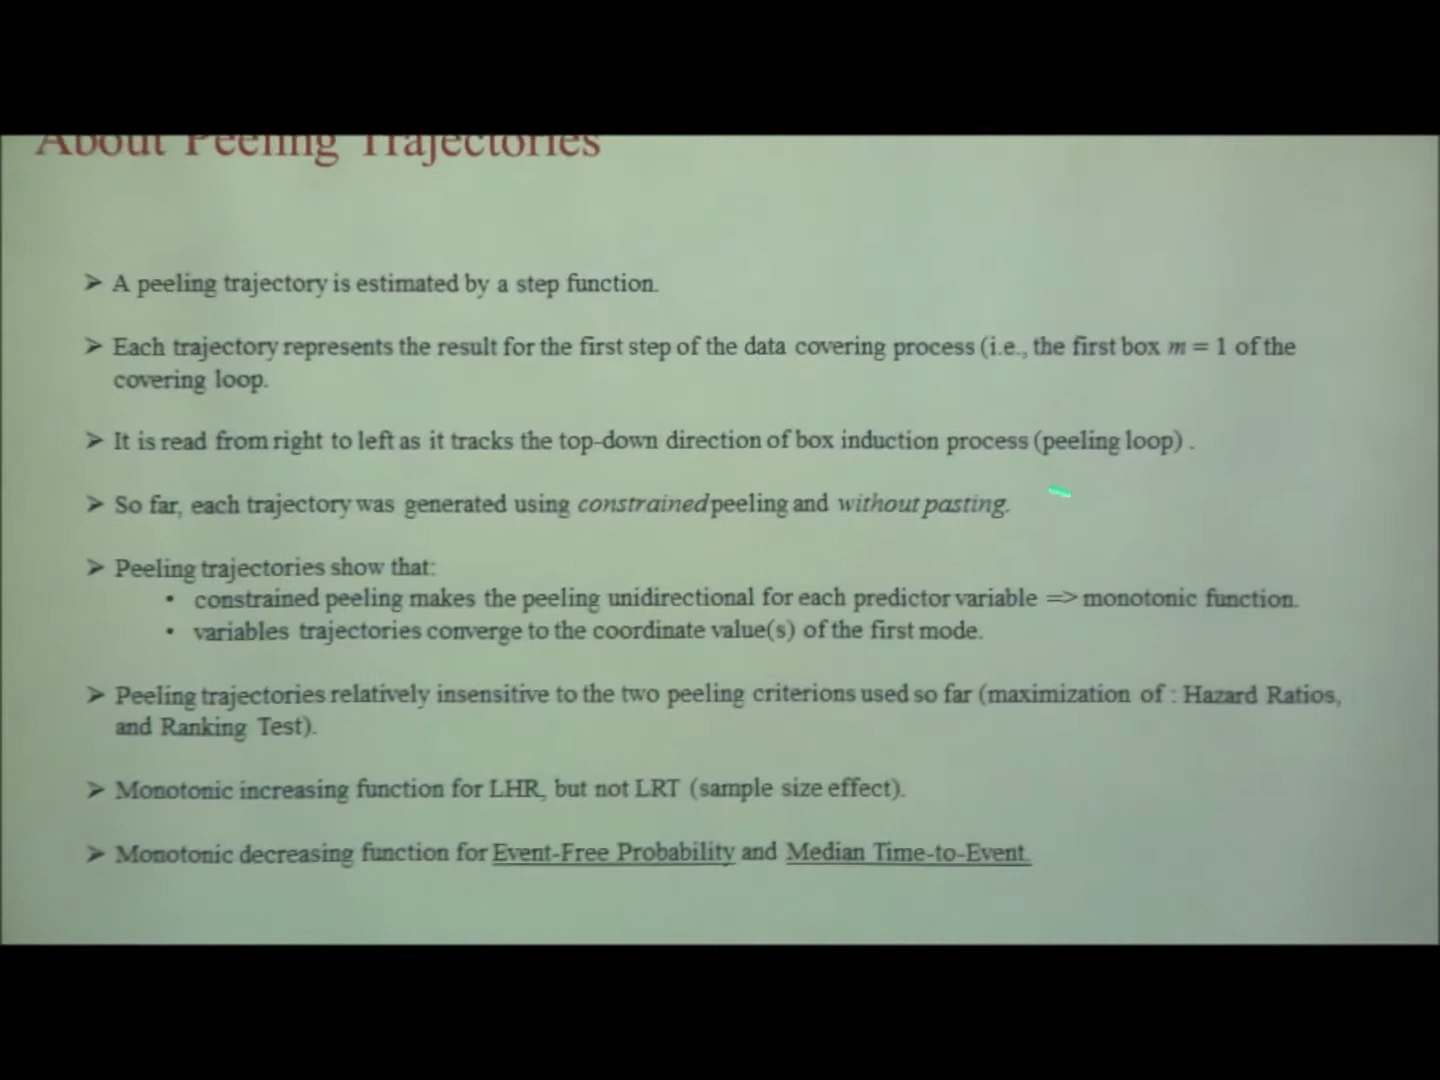 About Peeling Trajectories
➢ A peeling trajectory is estimated by a step function.
➢ Each trajectory represents the result for the first step of the data covering process (i.e., the first box m = 1 of the
covering loop.
➢ It is read from right to left as it tracks the top-down direction of box induction process (peeling loop) .
➢ So far, each trajectory was generated using constrained peeling and without pasting.
➢ Peeling trajectories show that:
• constrained peeling makes the peeling unidirectional for each predictor variable => monotonic function.
• variables trajectories converge to the coordinate value(s) of the first mode.
➢ Peeling trajectories relatively insensitive to the two peeling criterions used so far (maximization of : Hazard Ratios,
and Ranking Test).
➢ Monotonic increasing function for LHR, but not LRT (sample size effect).
➢ Monotonic decreasing function for Event-Free Probability and Median Time-to-Event.